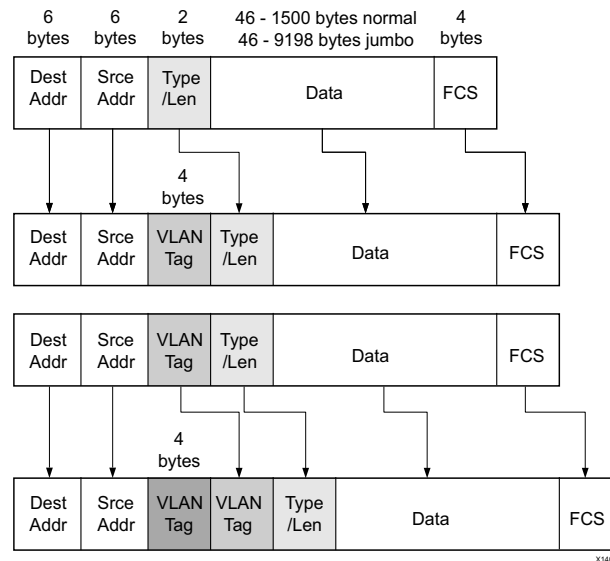 6 6 2 46 - 1500 bytes normal 4
bytes bytes bytes 46 - 9198 bytes jumbo bytes
Dest Srce Type
Addr Addr /Len Data FCS
4
bytes
Dest Srce VLAN Type
Addr Addr Tag /Len Data FCS
Dest Srce VLAN Type
Addr Addr Tag /Len Data FCS
4
bytes
Dest Srce VLAN VLAN Type
Addr Addr Tag Tag /Len Data FCS